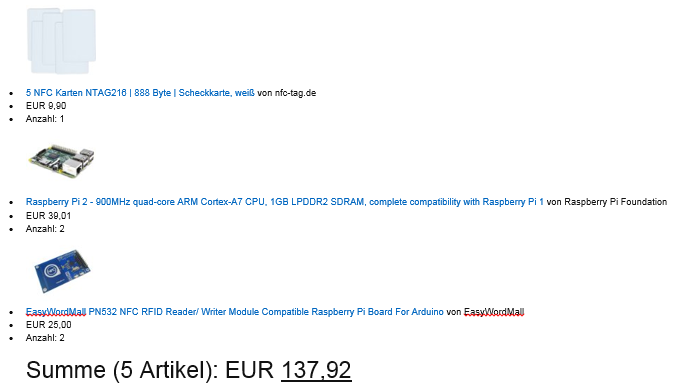 5 NFC Karten NTAG216 | 888 Byte | Scheckkarte, weiß von nfc-tag.de
EUR 9,90
Anzahl: 1
Raspberry Pi 2 - 900MHz quad-core ARM Cortex-A7 CPU, 1GB LPDDR2 SDRAM, complete compatibility with Raspberry Pi 1 von Raspberry Pi Foundation
EUR 39,01
Anzahl: 2
EasyWordMall PN532 NFC RFID Reader/ Writer Module Compatible Raspberry Pi Board For Arduino von EasyWordMall
EUR 25,00
Anzahl: 2
Summe (5 Artikel): EUR 137,92